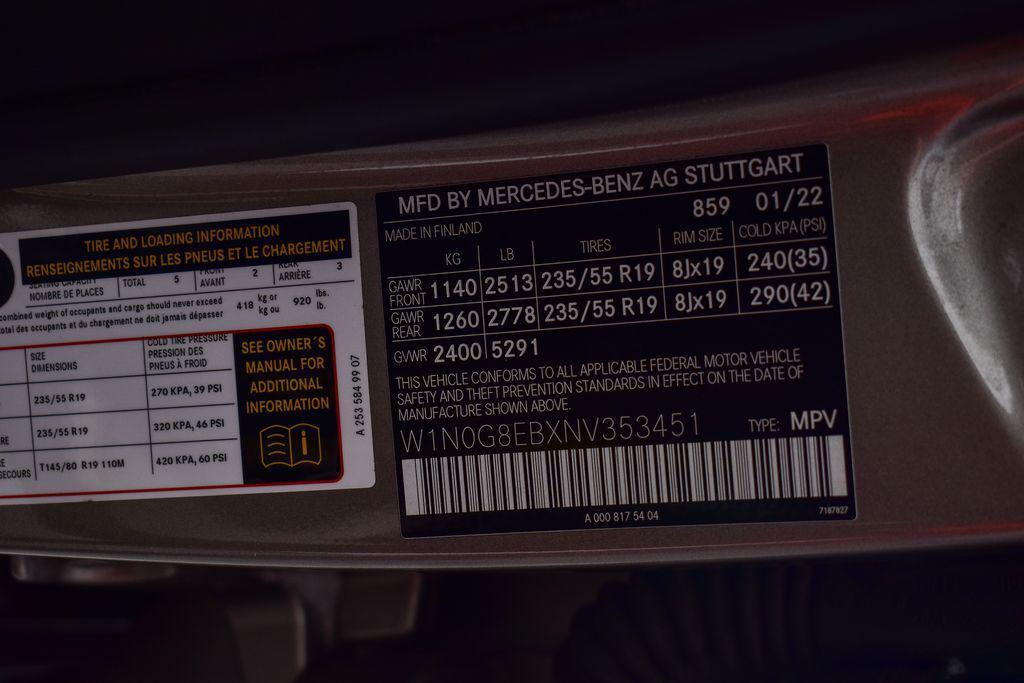 TIRE AND LOADING INFORMATION
RENSEIGNEMENTS SUR LES PNEUS ET LE CHARGEMENT
SEATING CAPACITY
NOMBRE DE PLACES
TOTAL 5
FRONT
AVANT 2
REAR
ARRIÈRE 3
combined weight of occupants and cargo should never exceed
total des occupants et du chargement ne doit jamais dépasser
418 kg or
kg ou
920 lbs.
lb.
SIZE
DIMENSIONS
COLD TIRE PRESSURE
PRESSION DES
PNEUS À FROID
235/55 R19
270 KPA, 39 PSI
235/55 R19
320 KPA, 46 PSI
SECOURS
T145/80 R19 110M
420 KPA, 60 PSI
SEE OWNER´S
MANUAL FOR
ADDITIONAL
INFORMATION
A 253 584 99 07
MFD BY MERCEDES-BENZ AG STUTTGART
859 01/22
MADE IN FINLAND
KG LB TIRES RIM SIZE COLD KPA(PSI)
GAWR
FRONT 1140 2513 235/55 R19 8Jx19 240(35)
GAWR
REAR 1260 2778 235/55 R19 8Jx19 290(42)
GVWR 2400 5291
THIS VEHICLE CONFORMS TO ALL APPLICABLE FEDERAL MOTOR VEHICLE
SAFETY AND THEFT PREVENTION STANDARDS IN EFFECT ON THE DATE OF
MANUFACTURE SHOWN ABOVE.
W1N0G8EBXNV353451 TYPE: MPV
A 000 817 54 04
7187827